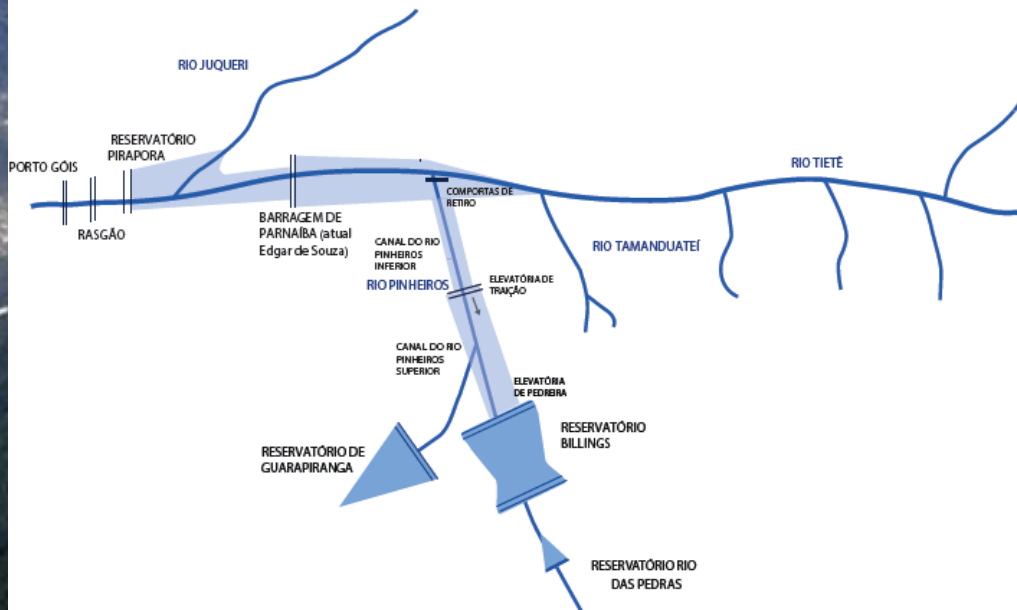 RIO JUQUERI
RESERVATÓRIO
PIRAPORA
PORTO GÓIS
RASGÃO
BARRAGEM DE
PARNAÍBA (atual
Edgar de Souza)
COMPORTAS DE
RETIRO
RIO TIETÊ
RIO TAMANDUATEÍ
CANAL DO RIO
PINHEIROS
INFERIOR
RIO PINHEIROS
ELEVATÓRIA DE
TRAIÇÃO
CANAL DO RIO
PINHEIROS
SUPERIOR
ELEVATÓRIA
DE PEDREIRA
RESERVATÓRIO
BILLINGS
RESERVATÓRIO DE
GUARAPIRANGA
RESERVATÓRIO RIO
DAS PEDRAS